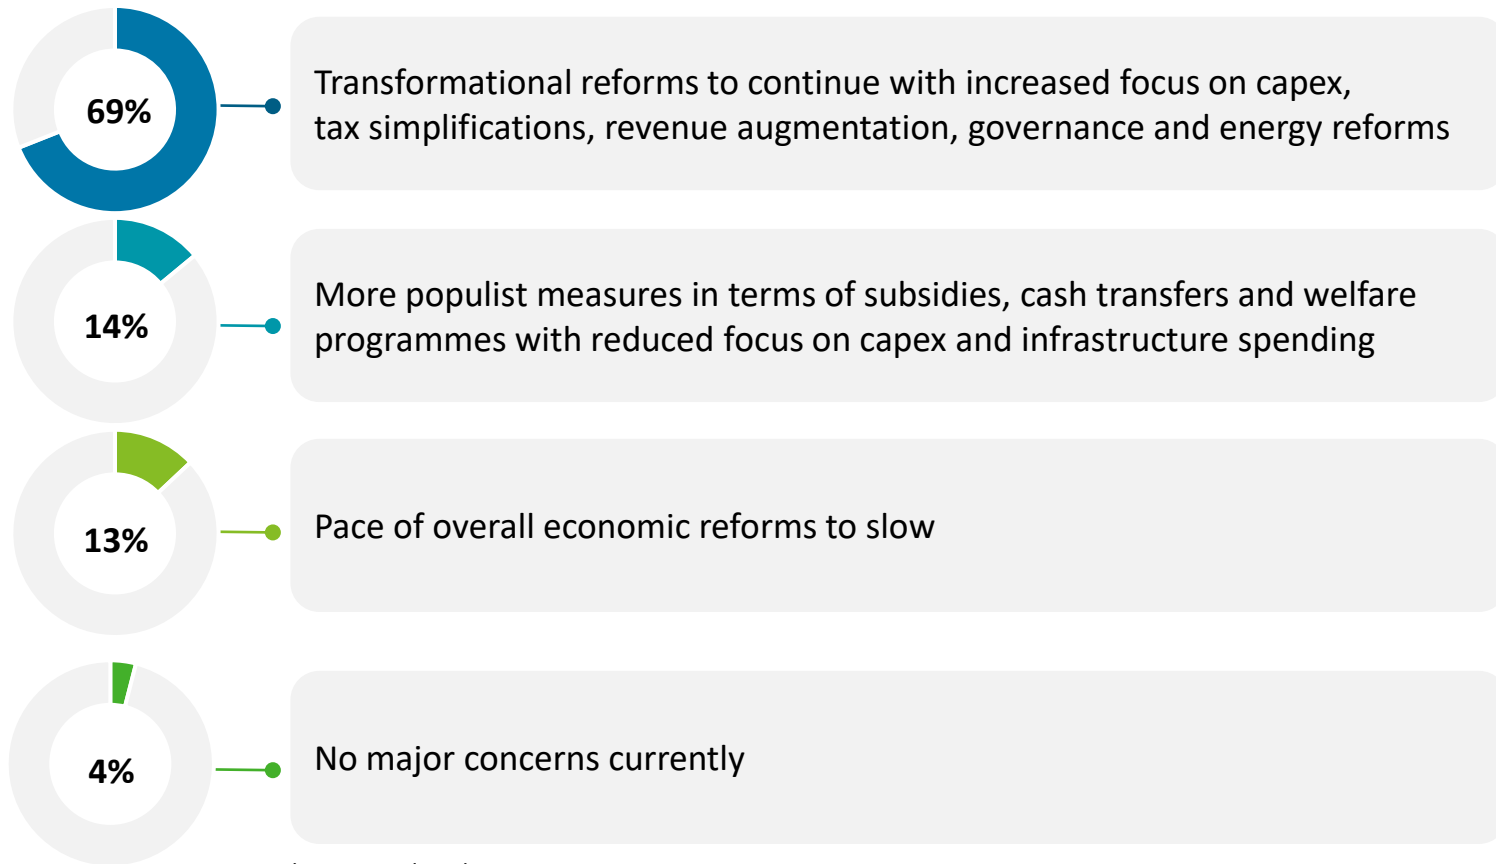 69%
Transformational reforms to continue with increased focus on capex,
tax simplifications, revenue augmentation, governance and energy reforms
14%
More populist measures in terms of subsidies, cash transfers and welfare
programmes with reduced focus on capex and infrastructure spending
13%
Pace of overall economic reforms to slow
4%
No major concerns currently